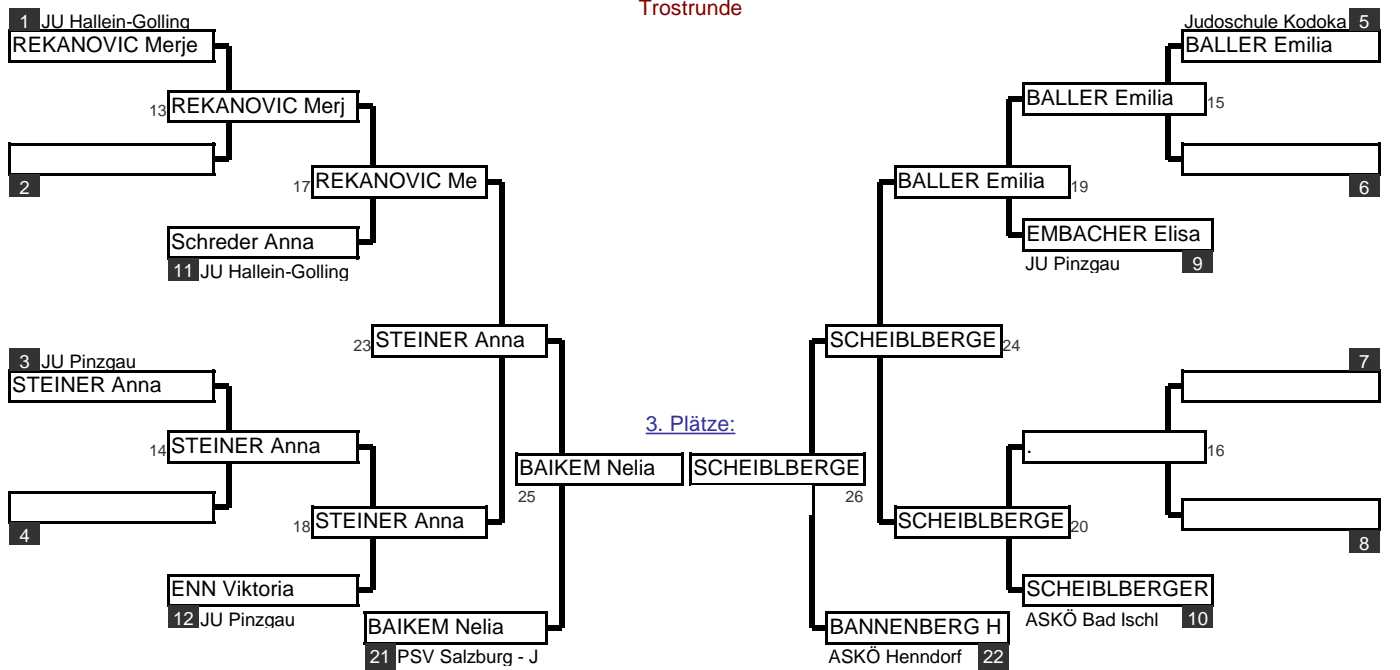 Trostrunde
1 JU Hallein-Golling
REKANOVIC Merje
13 REKANOVIC Merj
2
17 REKANOVIC Me
Schreder Anna
11 JU Hallein-Golling
23 STEINER Anna
3 JU Pinzgau
STEINER Anna
14 STEINER Anna
4
18 STEINER Anna
ENN Viktoria
12 JU Pinzgau
BAIKEM Nelia
21 PSV Salzburg - J
3. Plätze:
BAIKEM Nelia
25
SCHEIBLBERGE
26
Judoschule Kodoka 5
BALLER Emilia
BALLER Emilia 15
6
BALLER Emilia 19
EMBACHER Elisa
JU Pinzgau 9
SCHEIBLBERGE 24
7
. 16
8
SCHEIBLBERGE 20
SCHEIBLBERGER
ASKÖ Bad Ischl 10
BANNENBERG H
ASKÖ Henndorf 22